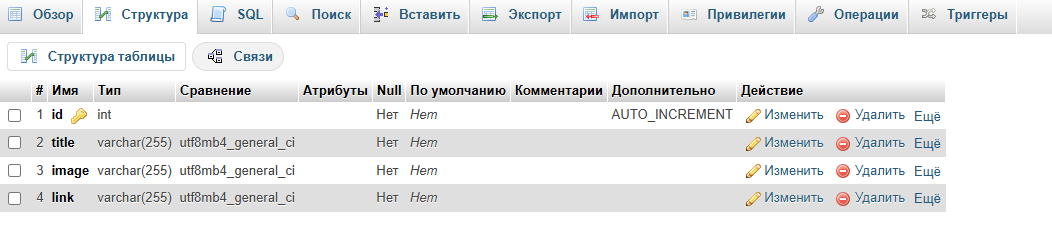 Обзор Структура SQL Поиск Вставить Экспорт Импорт Привилегии Операции Триггеры
Структура таблицы Связи
# Имя Тип Сравнение Атрибуты Null По умолчанию Комментарии Дополнительно Действие
1 id int Нет Нет AUTO_INCREMENT Изменить Удалить Ещё
2 title varchar(255) utf8mb4_general_ci Нет Нет Изменить Удалить Ещё
3 image varchar(255) utf8mb4_general_ci Нет Нет Изменить Удалить Ещё
4 link varchar(255) utf8mb4_general_ci Нет Нет Изменить Удалить Ещё